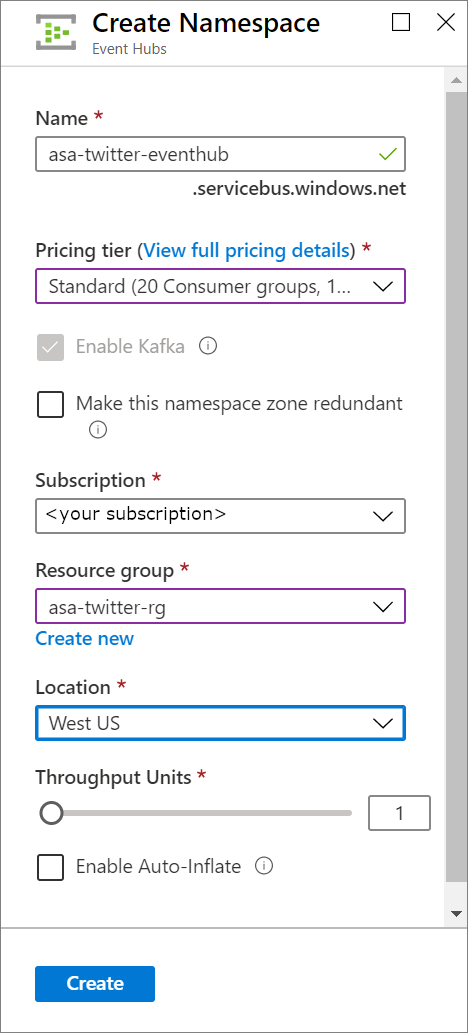 Create Namespace
Event Hubs
Name *
asa-twitter-eventhub
.servicebus.windows.net
Pricing tier (View full pricing details) *
Standard (20 Consumer groups, 1...
Enable Kafka
Make this namespace zone redundant
Subscription *
<your subscription>
Resource group *
asa-twitter-rg
Create new
Location *
West US
Throughput Units *
1
Enable Auto-Inflate
Create